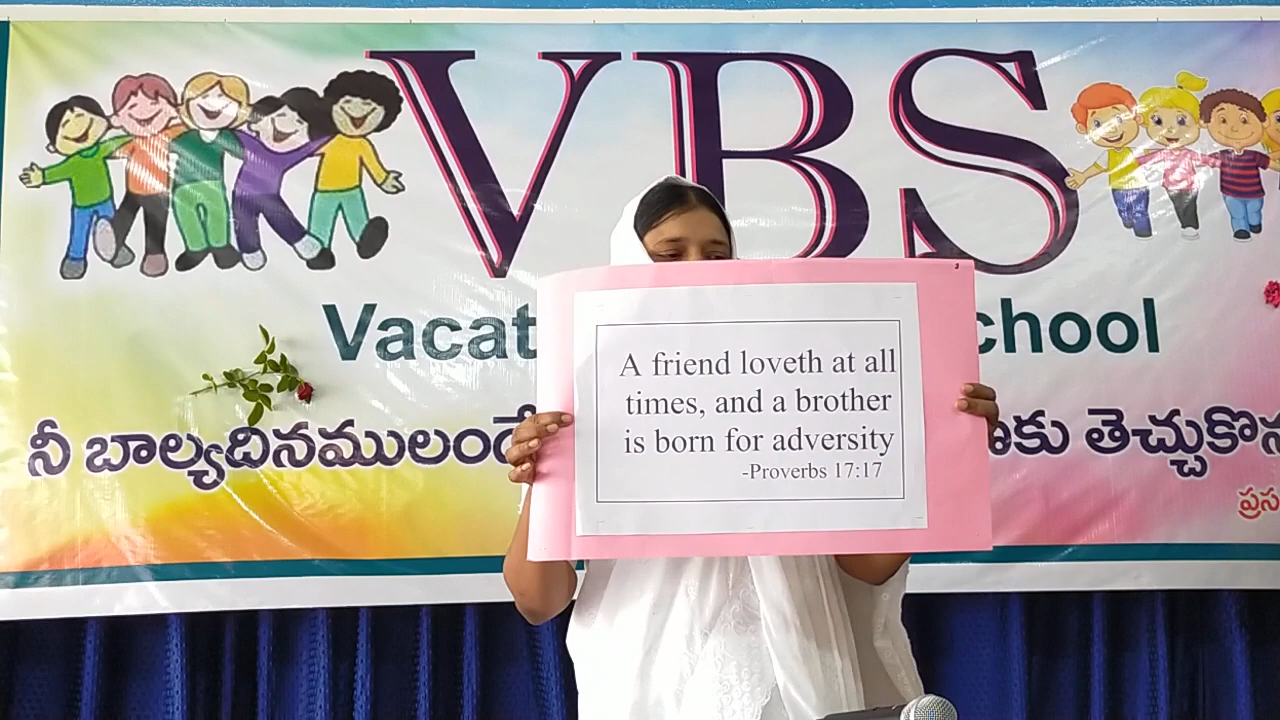 VBS
Vacat
chool
A friend loveth at all
times, and a brother
is born for adversity
-Proverbs 17:17
నీ బాల్యదినములందే
కు తెచ్చుకొన
ప్రస